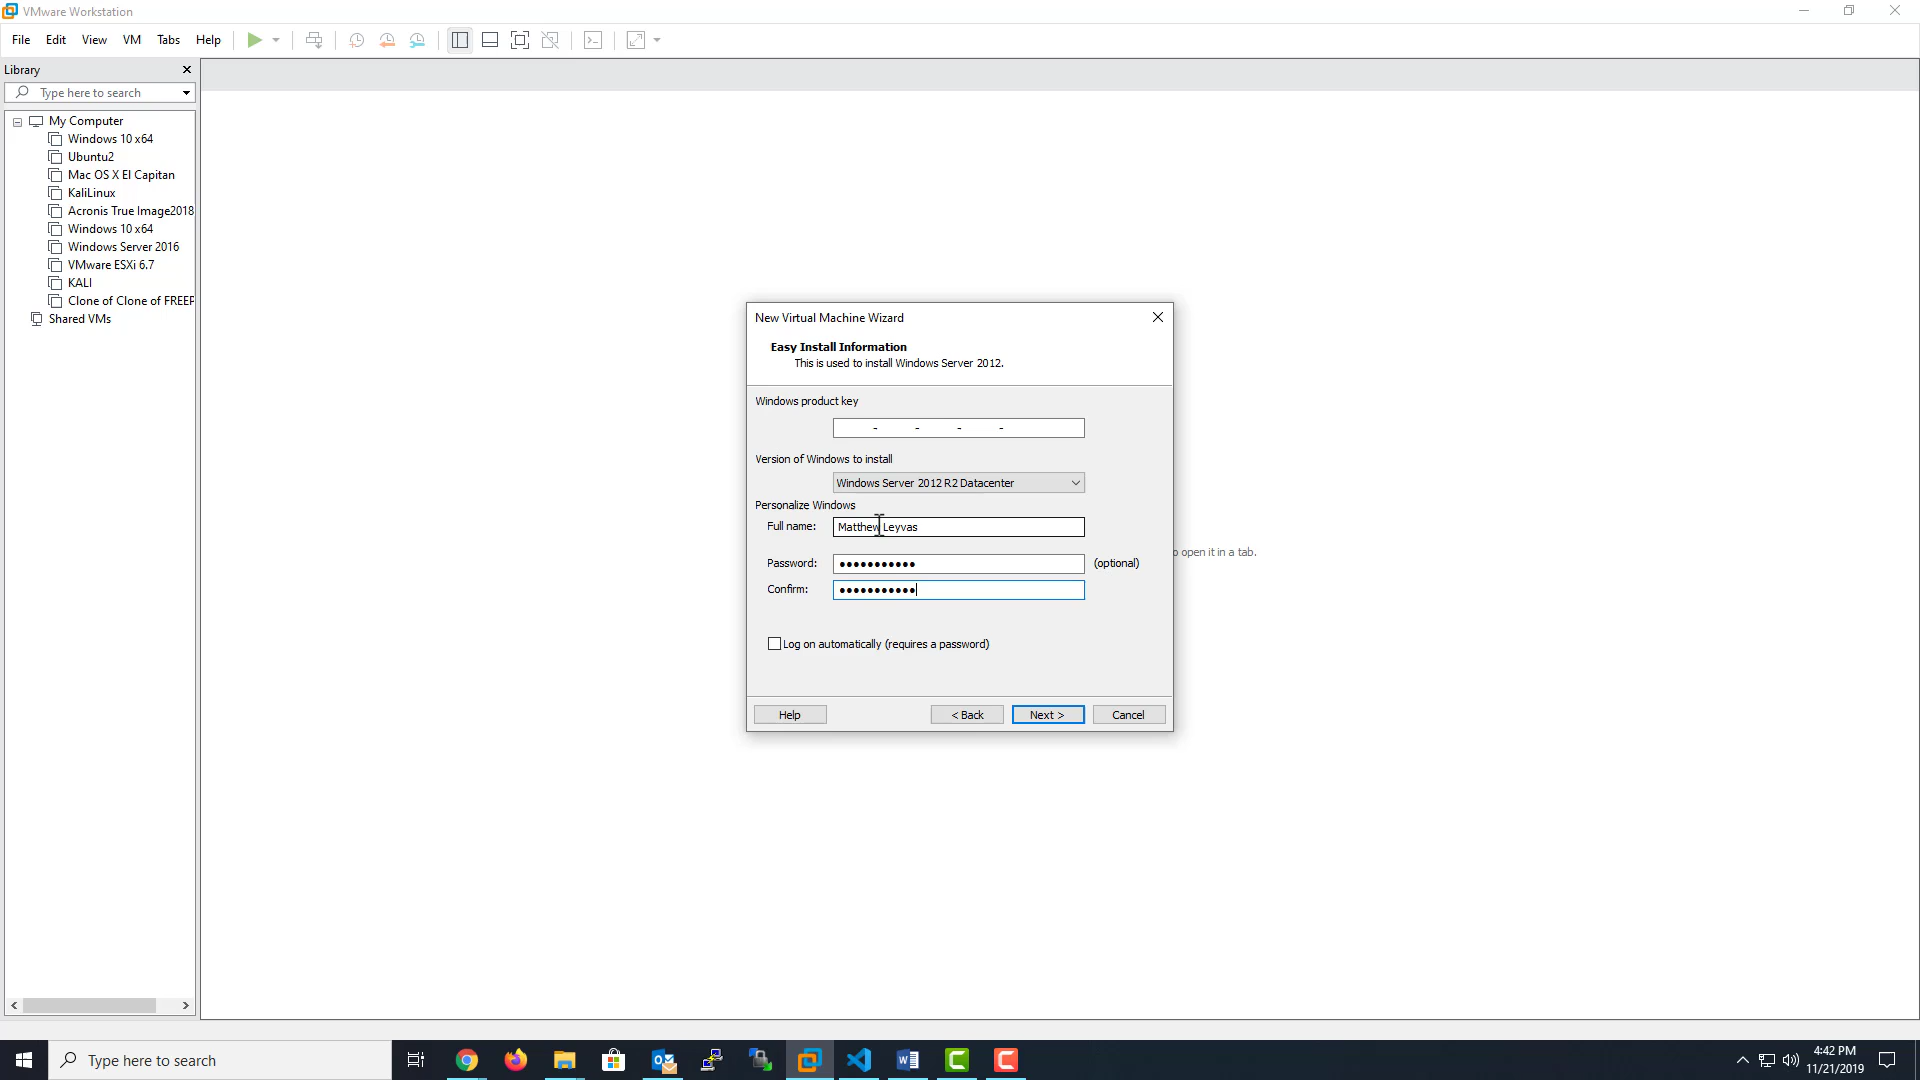 VMware Workstation
File Edit View VM Tabs Help
Library
Type here to search
My Computer
Windows 10 x64
Ubuntu2
Mac OS X El Capitan
KaliLinux
Acronis True Image2018
Windows 10 x64
Windows Server 2016
VMware ESXi 6.7
KALI
Clone of Clone of FREEP
Shared VMs
New Virtual Machine Wizard
Easy Install Information
This is used to install Windows Server 2012.
Windows product key
- - - -
Version of Windows to install
Windows Server 2012 R2 Datacenter
Personalize Windows
Full name: Matthew Leyvas
o open it in a tab.
Password: ●●●●●●●●●●● (optional)
Confirm: ●●●●●●●●●●●
Log on automatically (requires a password)
Help < Back Next > Cancel
Type here to search
4:42 PM
11/21/2019